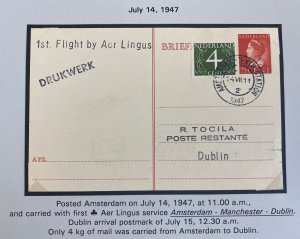 July 14, 1947
1st. Flight by Aer Lingus
BRIEF
NEDERLAND
4
NEDERLAND
DRUKWERK
1947
R. TOCILA
POSTE RESTANTE
Dublin.
Posted Amsterdam on July 14, 1947, at 11.00 a.m.,
and carried with first ☘ Aer Lingus service Amsterdam - Manchester - Dublin.
Dublin arrival postmark of July 15, 12.30 a.m.
Only 4 kg of mail was carried from Amsterdam to Dublin.